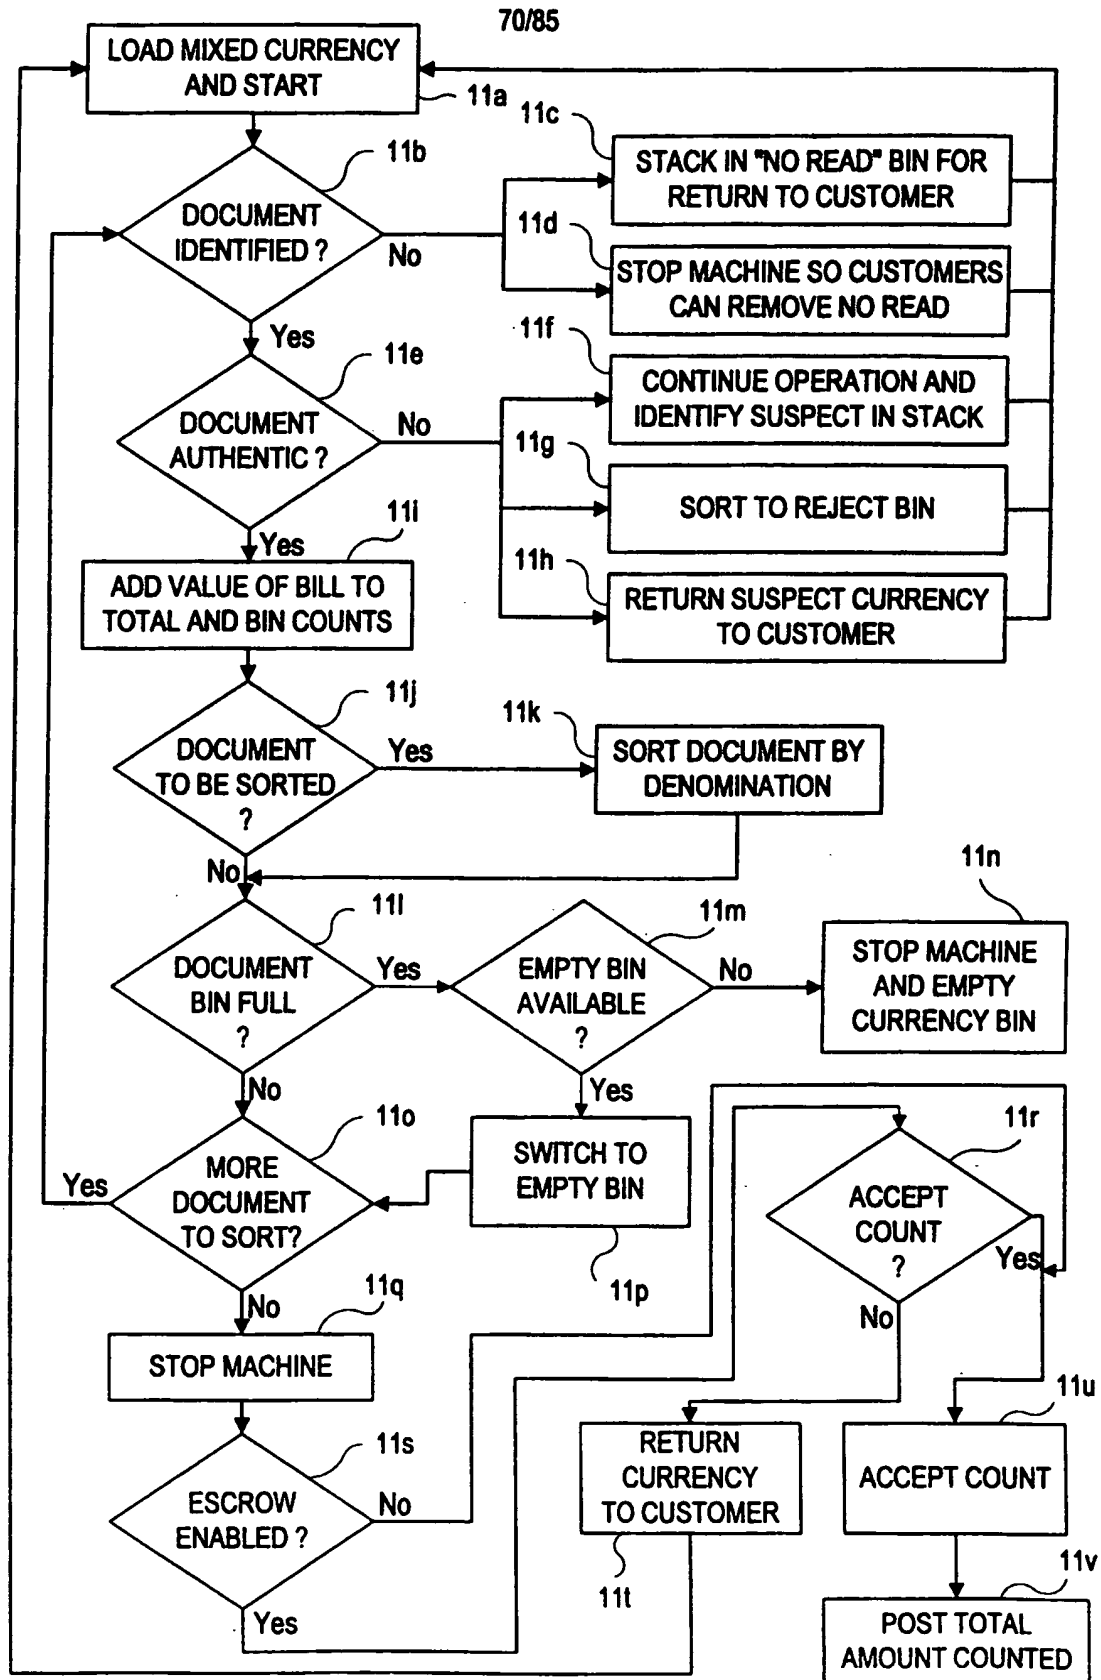 70/85
LOAD MIXED CURRENCY
AND START
11a
11b
DOCUMENT
IDENTIFIED ?
No
Yes
11c
STACK IN "NO READ" BIN FOR
RETURN TO CUSTOMER
11d
STOP MACHINE SO CUSTOMERS
CAN REMOVE NO READ
11e
DOCUMENT
AUTHENTIC ?
No
Yes
11f
CONTINUE OPERATION AND
IDENTIFY SUSPECT IN STACK
11g
SORT TO REJECT BIN
11h
RETURN SUSPECT CURRENCY
TO CUSTOMER
11i
ADD VALUE OF BILL TO
TOTAL AND BIN COUNTS
11j
DOCUMENT
TO BE SORTED
?
Yes
No
11k
SORT DOCUMENT BY
DENOMINATION
11l
DOCUMENT
BIN FULL
?
Yes
No
11m
EMPTY BIN
AVAILABLE
?
No
Yes
11n
STOP MACHINE
AND EMPTY
CURRENCY BIN
11o
MORE
DOCUMENT
TO SORT?
Yes
No
SWITCH TO
EMPTY BIN
11p
11r
ACCEPT
COUNT
?
Yes
No
11q
STOP MACHINE
11s
ESCROW
ENABLED ?
No
Yes
RETURN
CURRENCY
TO CUSTOMER
11t
11u
ACCEPT COUNT
11v
POST TOTAL
AMOUNT COUNTED